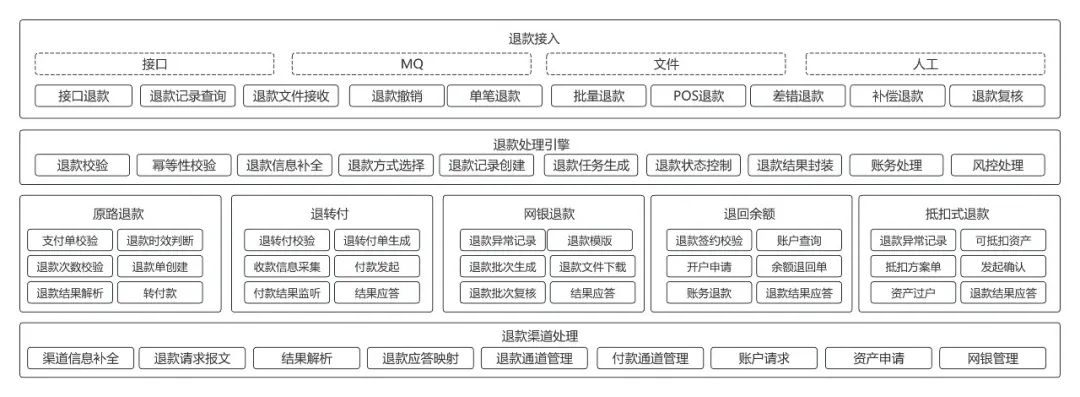 退款接入
接口 MQ 文件 人工
接口退款 退款记录查询 退款文件接收 退款撤销 单笔退款 批量退款 POS退款 差错退款 补偿退款 退款复核
退款处理引擎
退款校验 幂等性校验 退款信息补全 退款方式选择 退款记录创建 退款任务生成 退款状态控制 退款结果封装 账务处理 风控处理
原路退款
支付单校验 退款时效判断
退款次数校验 退款单创建
退款结果解析 转付款
退转付
退转付校验 退转付单生成
收款信息采集 付款发起
付款结果监听 结果应答
网银退款
退款异常记录 退款模版
退款批次生成 退款文件下载
退款批次复核 结果应答
退回余额
退款签约校验 账户查询
开户申请 余额退回单
账务退款 退款结果应答
抵扣式退款
退款异常记录 可抵扣资产
抵扣方案单 发起确认
资产过户 退款结果应答
退款渠道处理
渠道信息补全 退款请求报文 结果解析 退款应答映射 退款通道管理 付款通道管理 账户请求 资产申请 网银管理